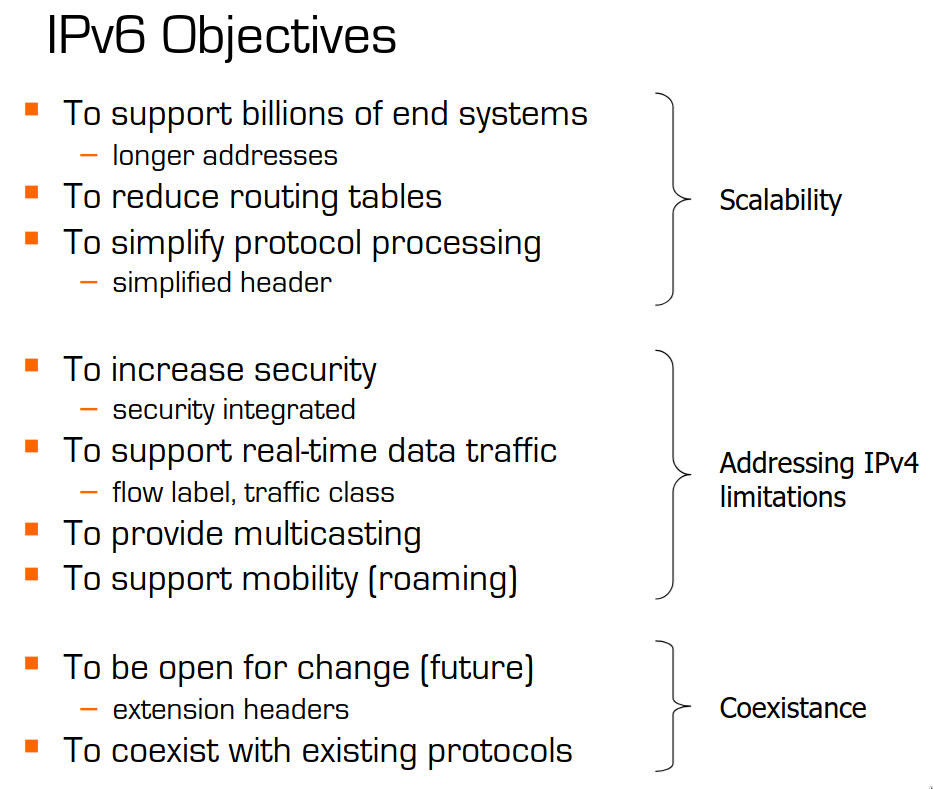 IPv6 Objectives
To support billions of end systems
– longer addresses
To reduce routing tables
To simplify protocol processing
– simplified header
Scalability
To increase security
– security integrated
To support real-time data traffic
– flow label, traffic class
To provide multicasting
To support mobility (roaming)
Addressing IPv4
limitations
To be open for change (future)
– extension headers
To coexist with existing protocols
Coexistance